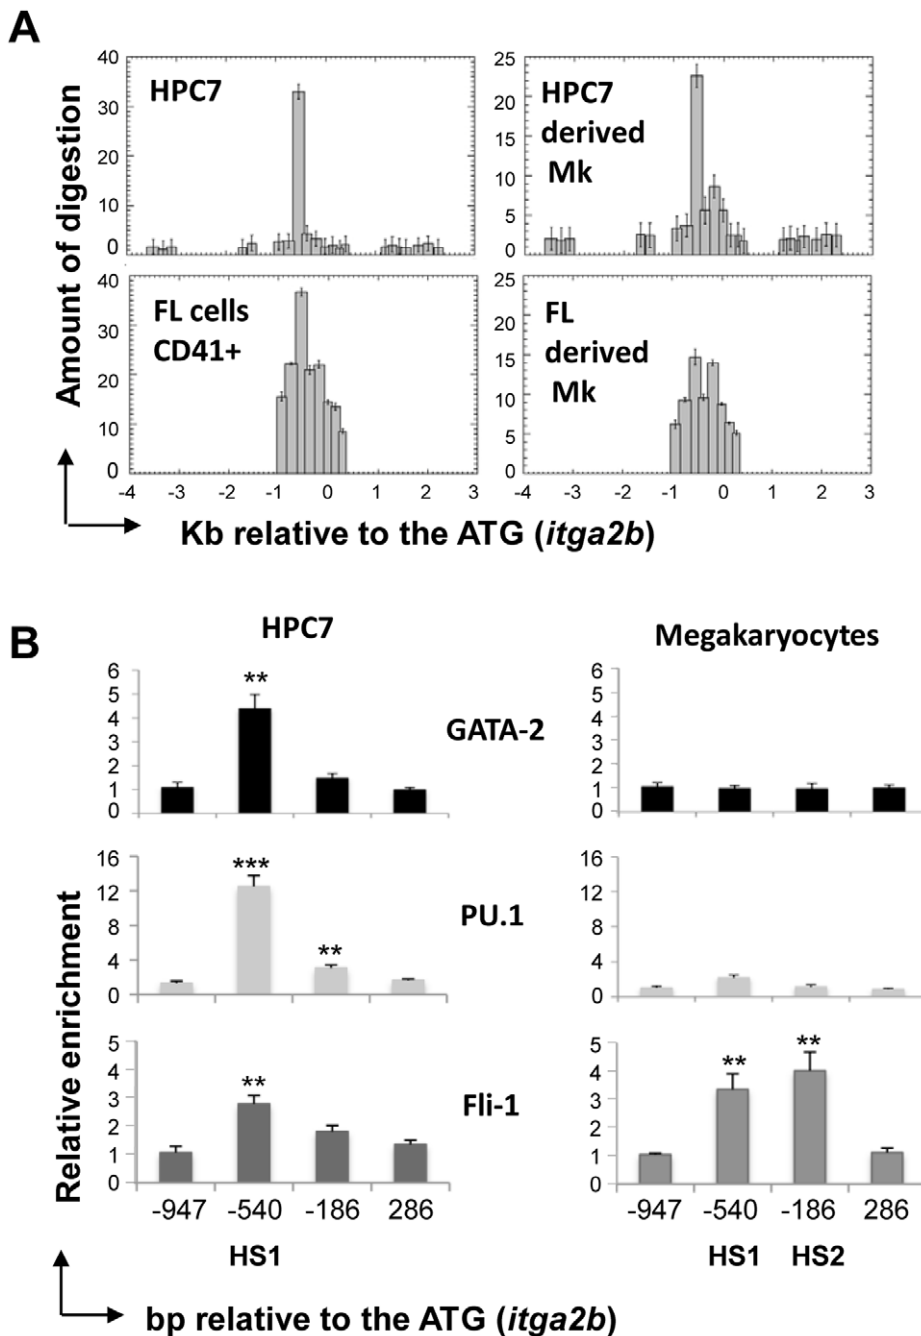 A
HPC7
40
30
20
10
0
HPC7
derived
Mk
25
20
15
10
5
0
Amount of digestion
FL cells
CD41+
40
30
20
10
0
-4 -3 -2 -1 0 1 2 3
FL
derived
Mk
25
20
15
10
5
0
-4 -3 -2 -1 0 1 2 3
Kb relative to the ATG (itga2b)
B
HPC7
Megakaryocytes
6
5
4
3
2
1
0
**
GATA-2
6
5
4
3
2
1
0
Relative enrichment
16
12
8
4
0
***
**
PU.1
16
12
8
4
0
5
4
3
2
1
0
**
Fli-1
5
4
3
2
1
0
**
**
-947 -540 -186 286
HS1
-947 -540 -186 286
HS1 HS2
bp relative to the ATG (itga2b)